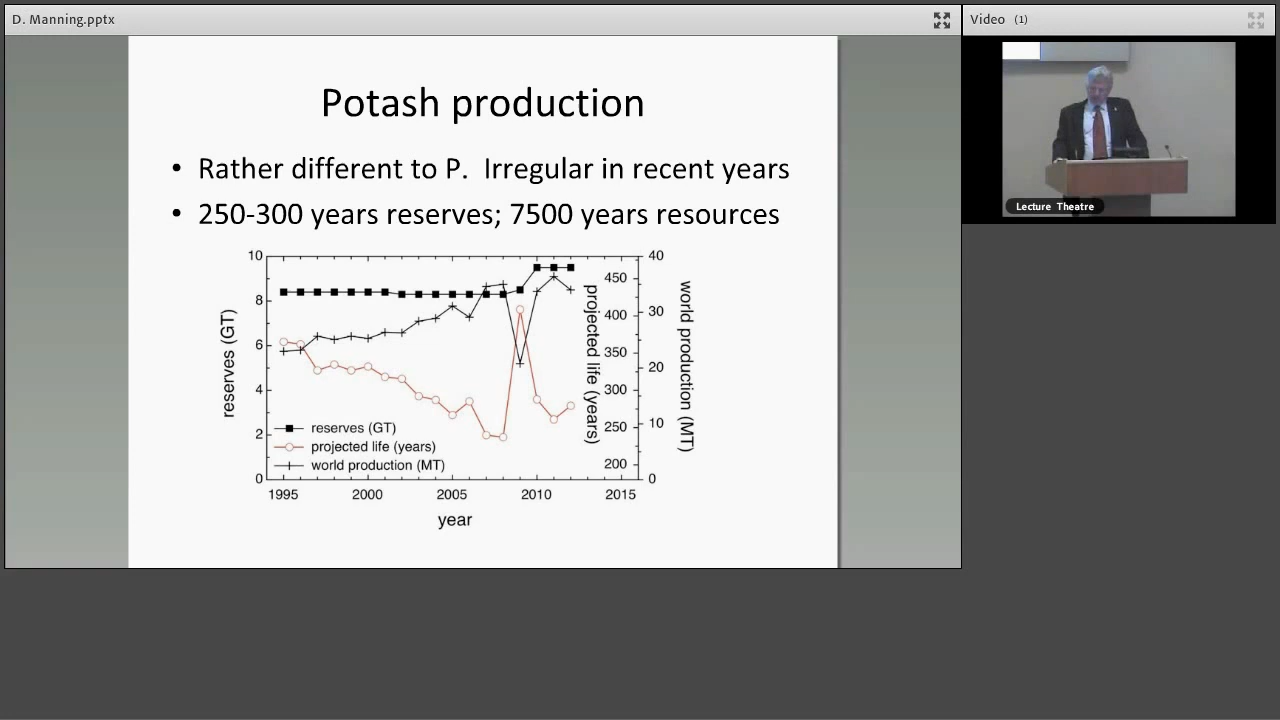 D. Manning.pptx
Video (1)
Potash production
• Rather different to P. Irregular in recent years
• 250-300 years reserves; 7500 years resources
10
8
6
4
2
0
reserves (GT)
reserves (GT)
projected life (years)
world production (MT)
450
400
350
300
250
200
projected life (years)
40
30
20
10
0
world production (MT)
1995
2000
2005
2010
2015
year
Lecture Theatre